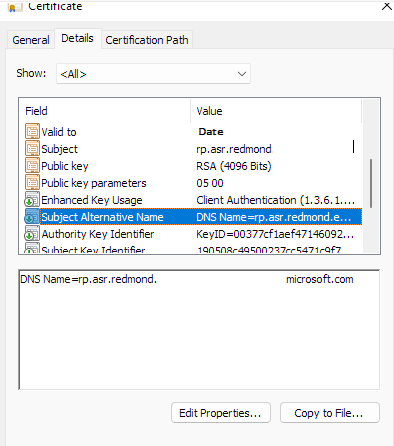 Certificate
General Details Certification Path
Show: <All>
Field Value
Valid to Date
Subject rp.asr.redmond
Public key RSA (4096 Bits)
Public key parameters 05 00
Enhanced Key Usage Client Authentication (1.3.6.1....
Subject Alternative Name DNS Name=rp.asr.redmond.e...
Authority Key Identifier KeyID=00377cf1aef47146092...
Subject Key Identifier 190508c49500237cc5471c9f7
DNS Name=rp.asr.redmond. microsoft.com
Edit Properties... Copy to File...